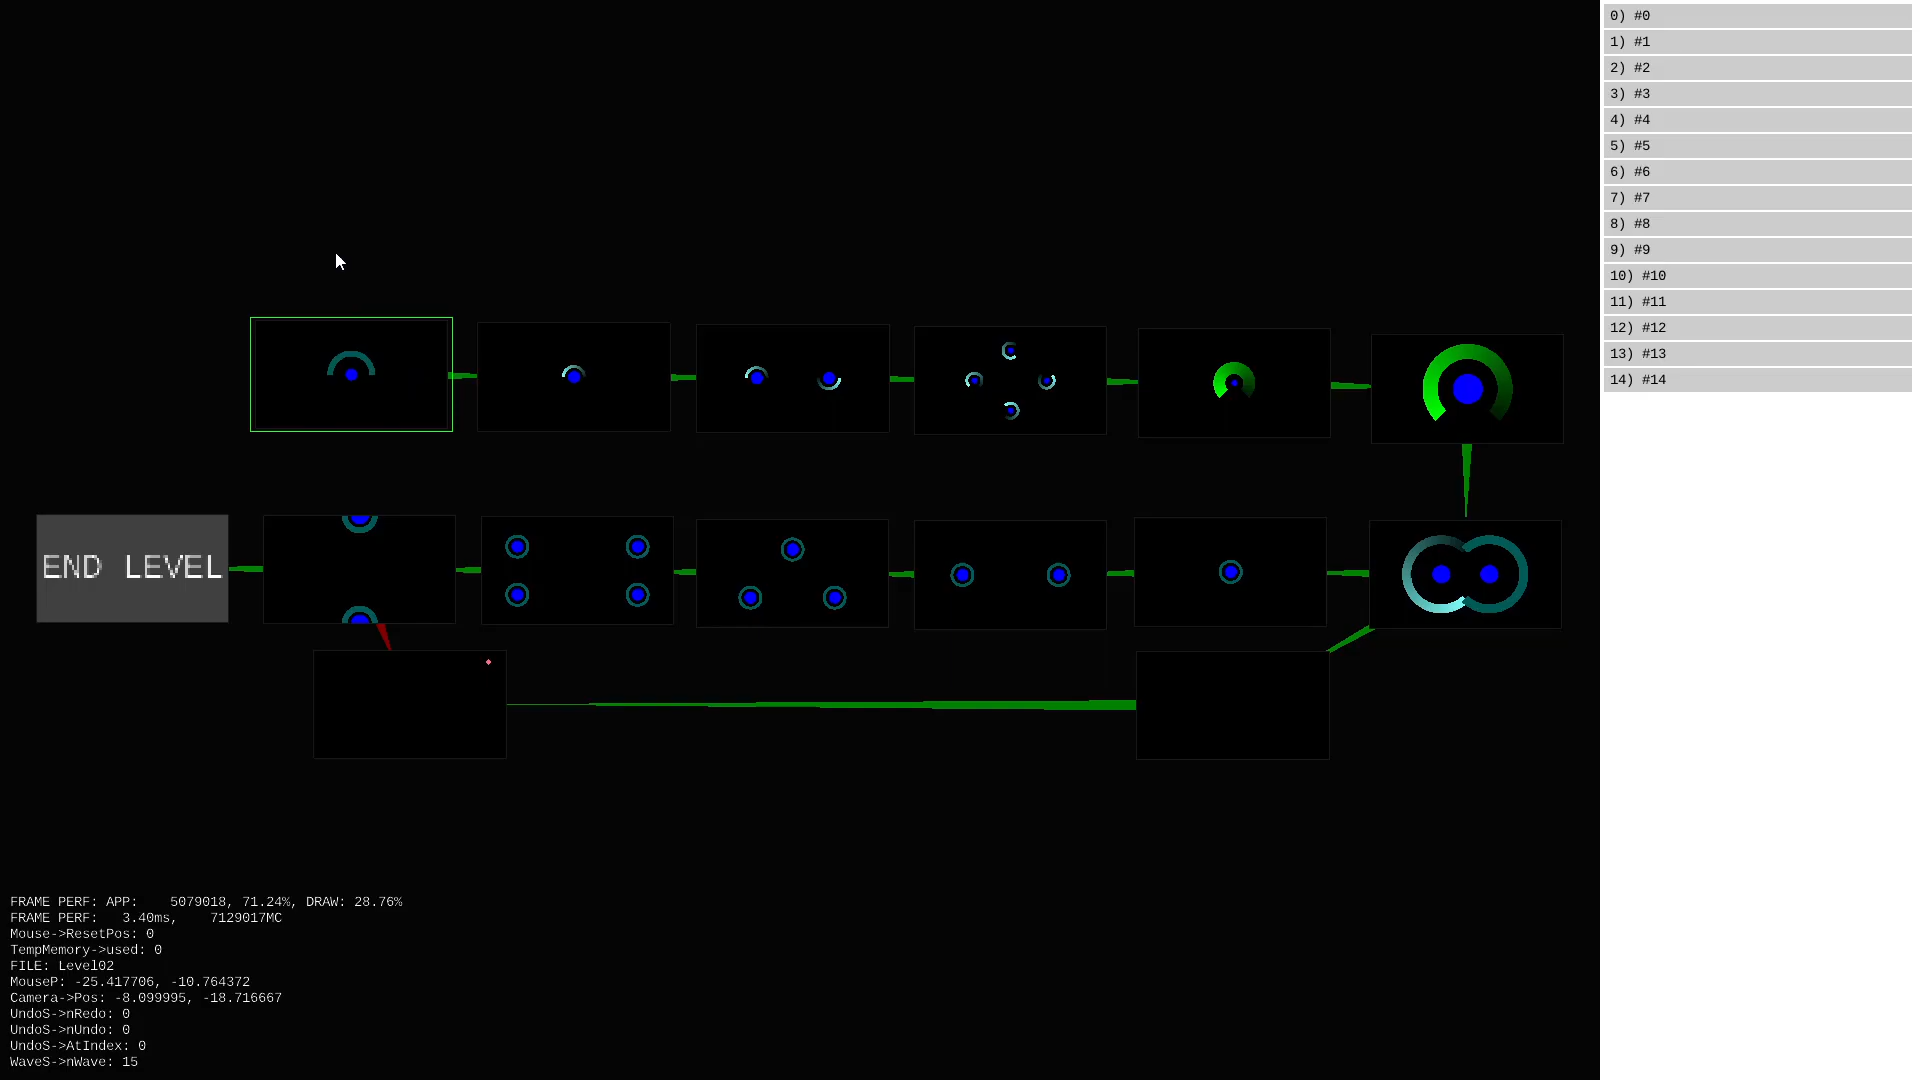 0) #0
1) #1
2) #2
3) #3
4) #4
5) #5
6) #6
7) #7
8) #8
9) #9
10) #10
11) #11
12) #12
13) #13
14) #14
END LEVEL
FRAME PERF: APP:    5079018, 71.24%, DRAW: 28.76%
FRAME PERF:   3.40ms,    7129017MC
Mouse->ResetPos: 0
TempMemory->used: 0
FILE: Level02
MouseP: -25.417706, -10.764372
Camera->Pos: -8.099995, -18.716667
UndoS->nRedo: 0
UndoS->nUndo: 0
UndoS->AtIndex: 0
WaveS->nWave: 15